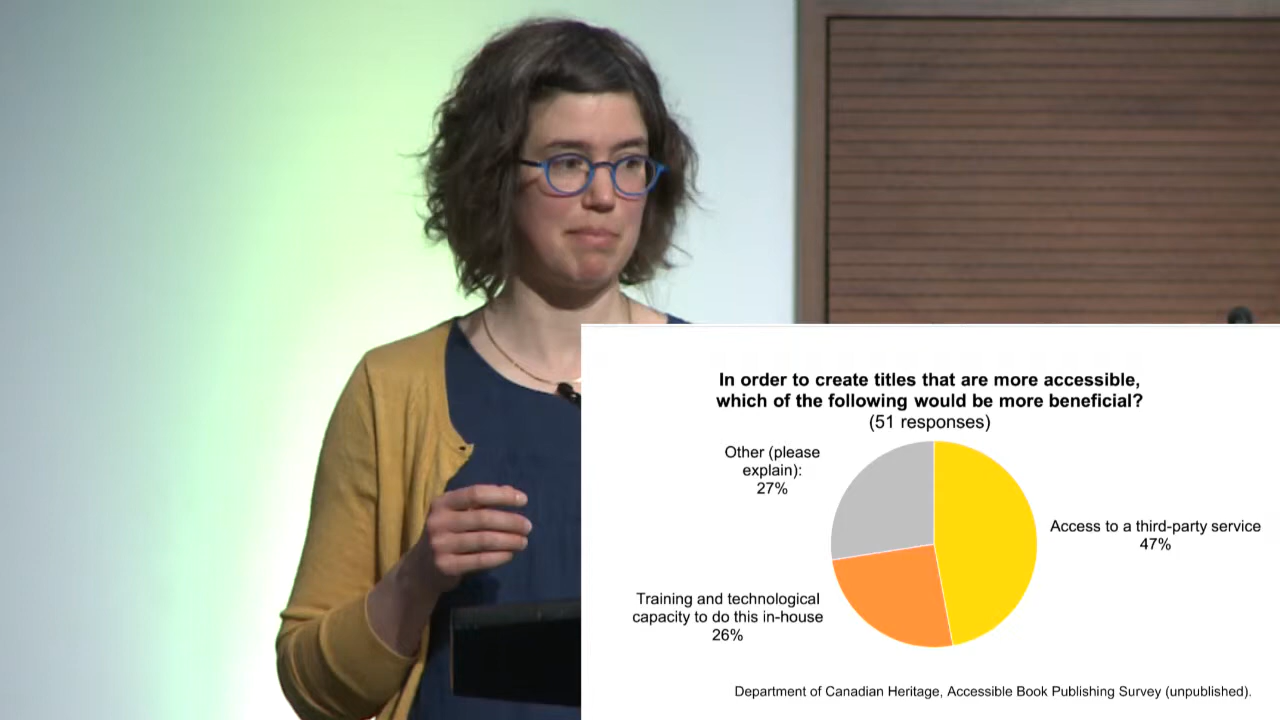 In order to create titles that are more accessible,
which of the following would be more beneficial?
(51 responses)
Other (please
explain):
27%
Access to a third-party service
47%
Training and technological
capacity to do this in-house
26%
Department of Canadian Heritage, Accessible Book Publishing Survey (unpublished).